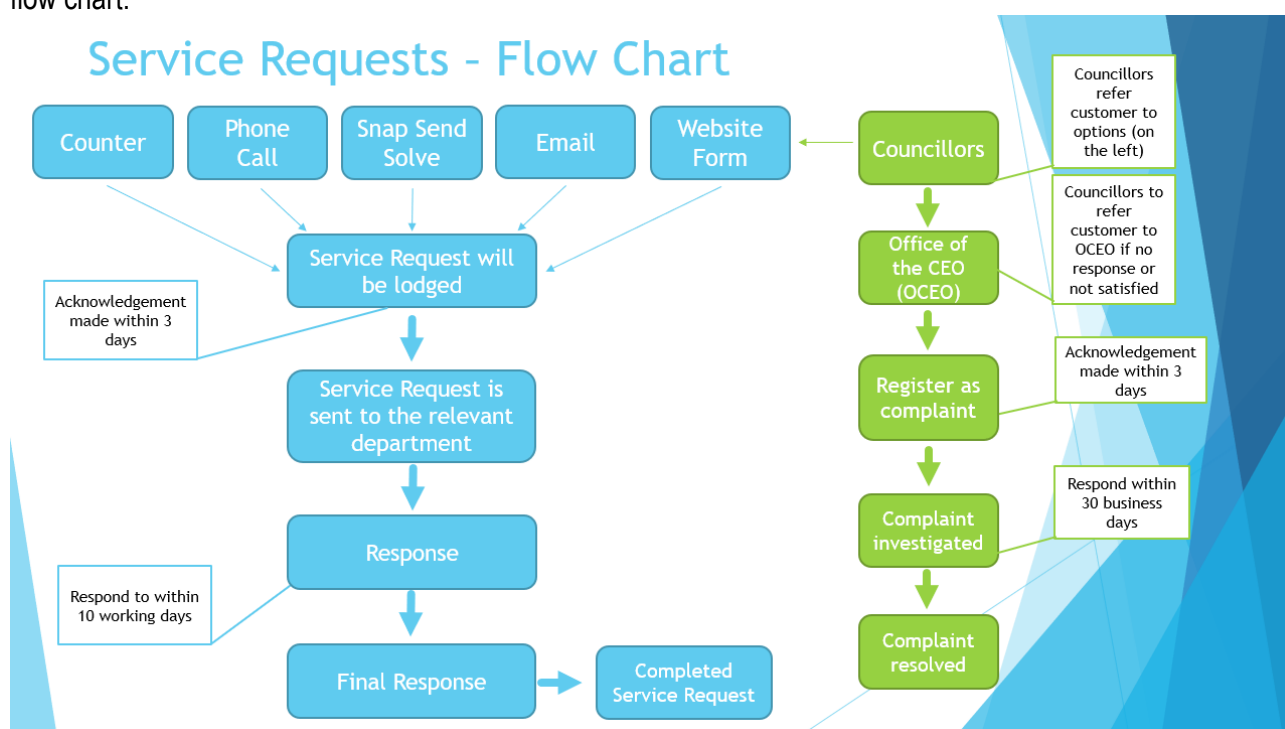 flow chart.
Service Requests – Flow Chart
Counter
Phone
Call
Snap Send
Solve
Email
Website
Form
Service Request will
be lodged
Acknowledgement
made within 3
days
Service Request is
sent to the relevant
department
Response
Respond to within
10 working days
Final Response
Completed
Service Request
Councillors
Councillors
refer
customer to
options (on
the left)
Office of
the CEO
(OCEO)
Councillors to
refer
customer to
OCEO if no
response or
not satisfied
Register as
complaint
Acknowledgement
made within 3
days
Complaint
investigated
Respond within
30 business
days
Complaint
resolved